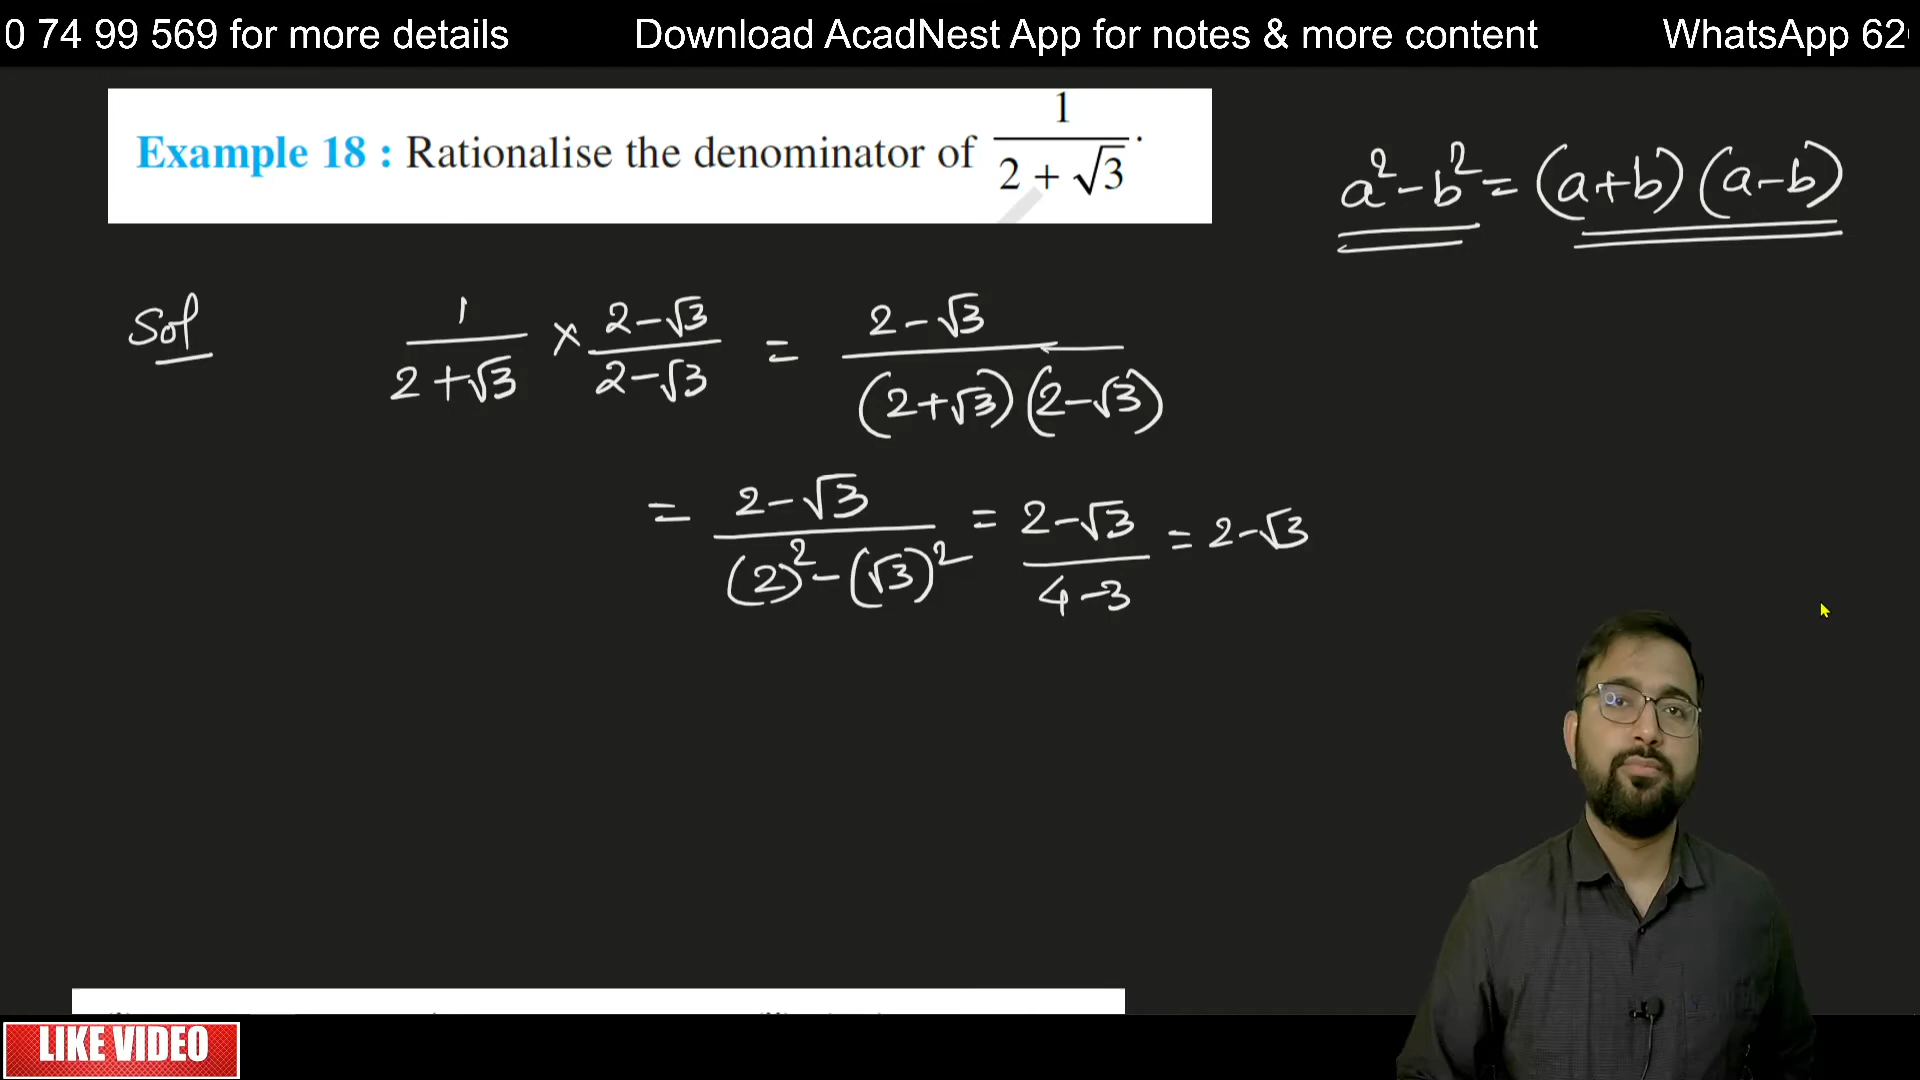 0 74 99 569 for more details Download AcadNest App for notes & more content WhatsApp 62
Example 18 : Rationalise the denominator of 1/(2 + √3).
a² - b² = (a+b) (a-b)
Sol 1/(2+√3) × (2-√3)/(2-√3) = (2-√3)/((2+√3)(2-√3))
= (2-√3)/((2)²-(√3)²) = (2-√3)/(4-3) = 2-√3
LIKE VIDEO